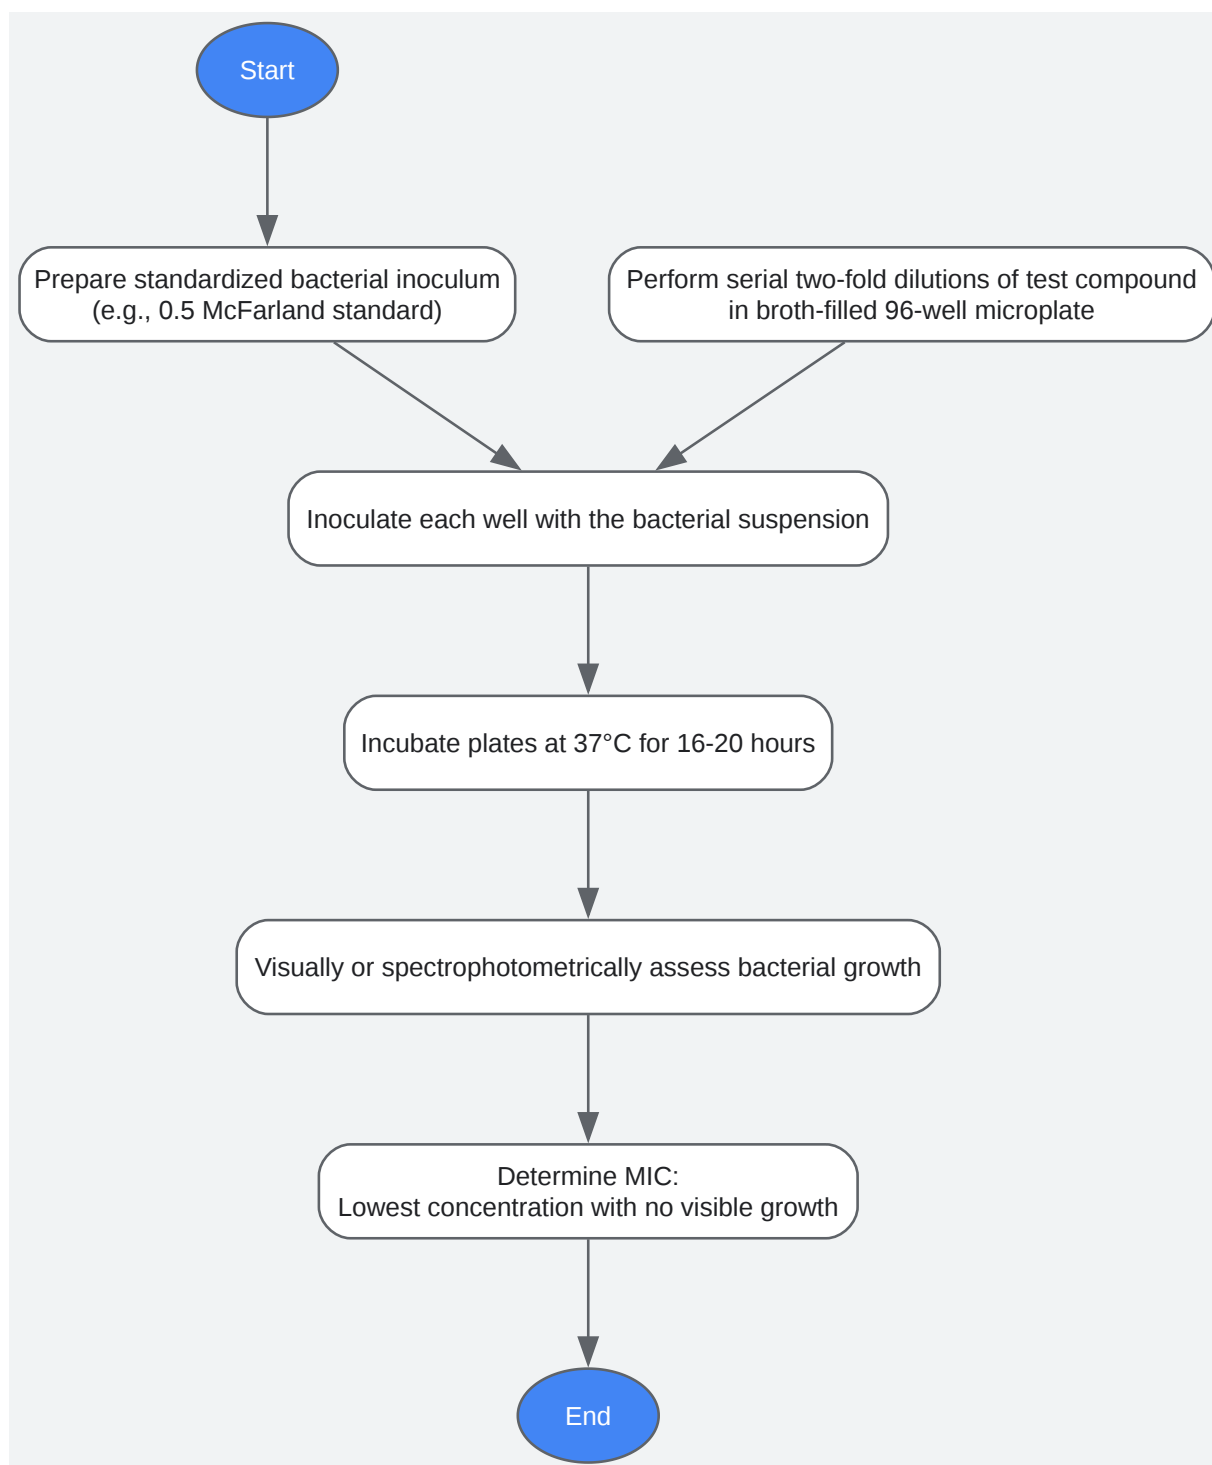 Start
Prepare standardized bacterial inoculum
(e.g., 0.5 McFarland standard)
Perform serial two-fold dilutions of test compound
in broth-filled 96-well microplate
Inoculate each well with the bacterial suspension
Incubate plates at 37°C for 16-20 hours
Visually or spectrophotometrically assess bacterial growth
Determine MIC:
Lowest concentration with no visible growth
End